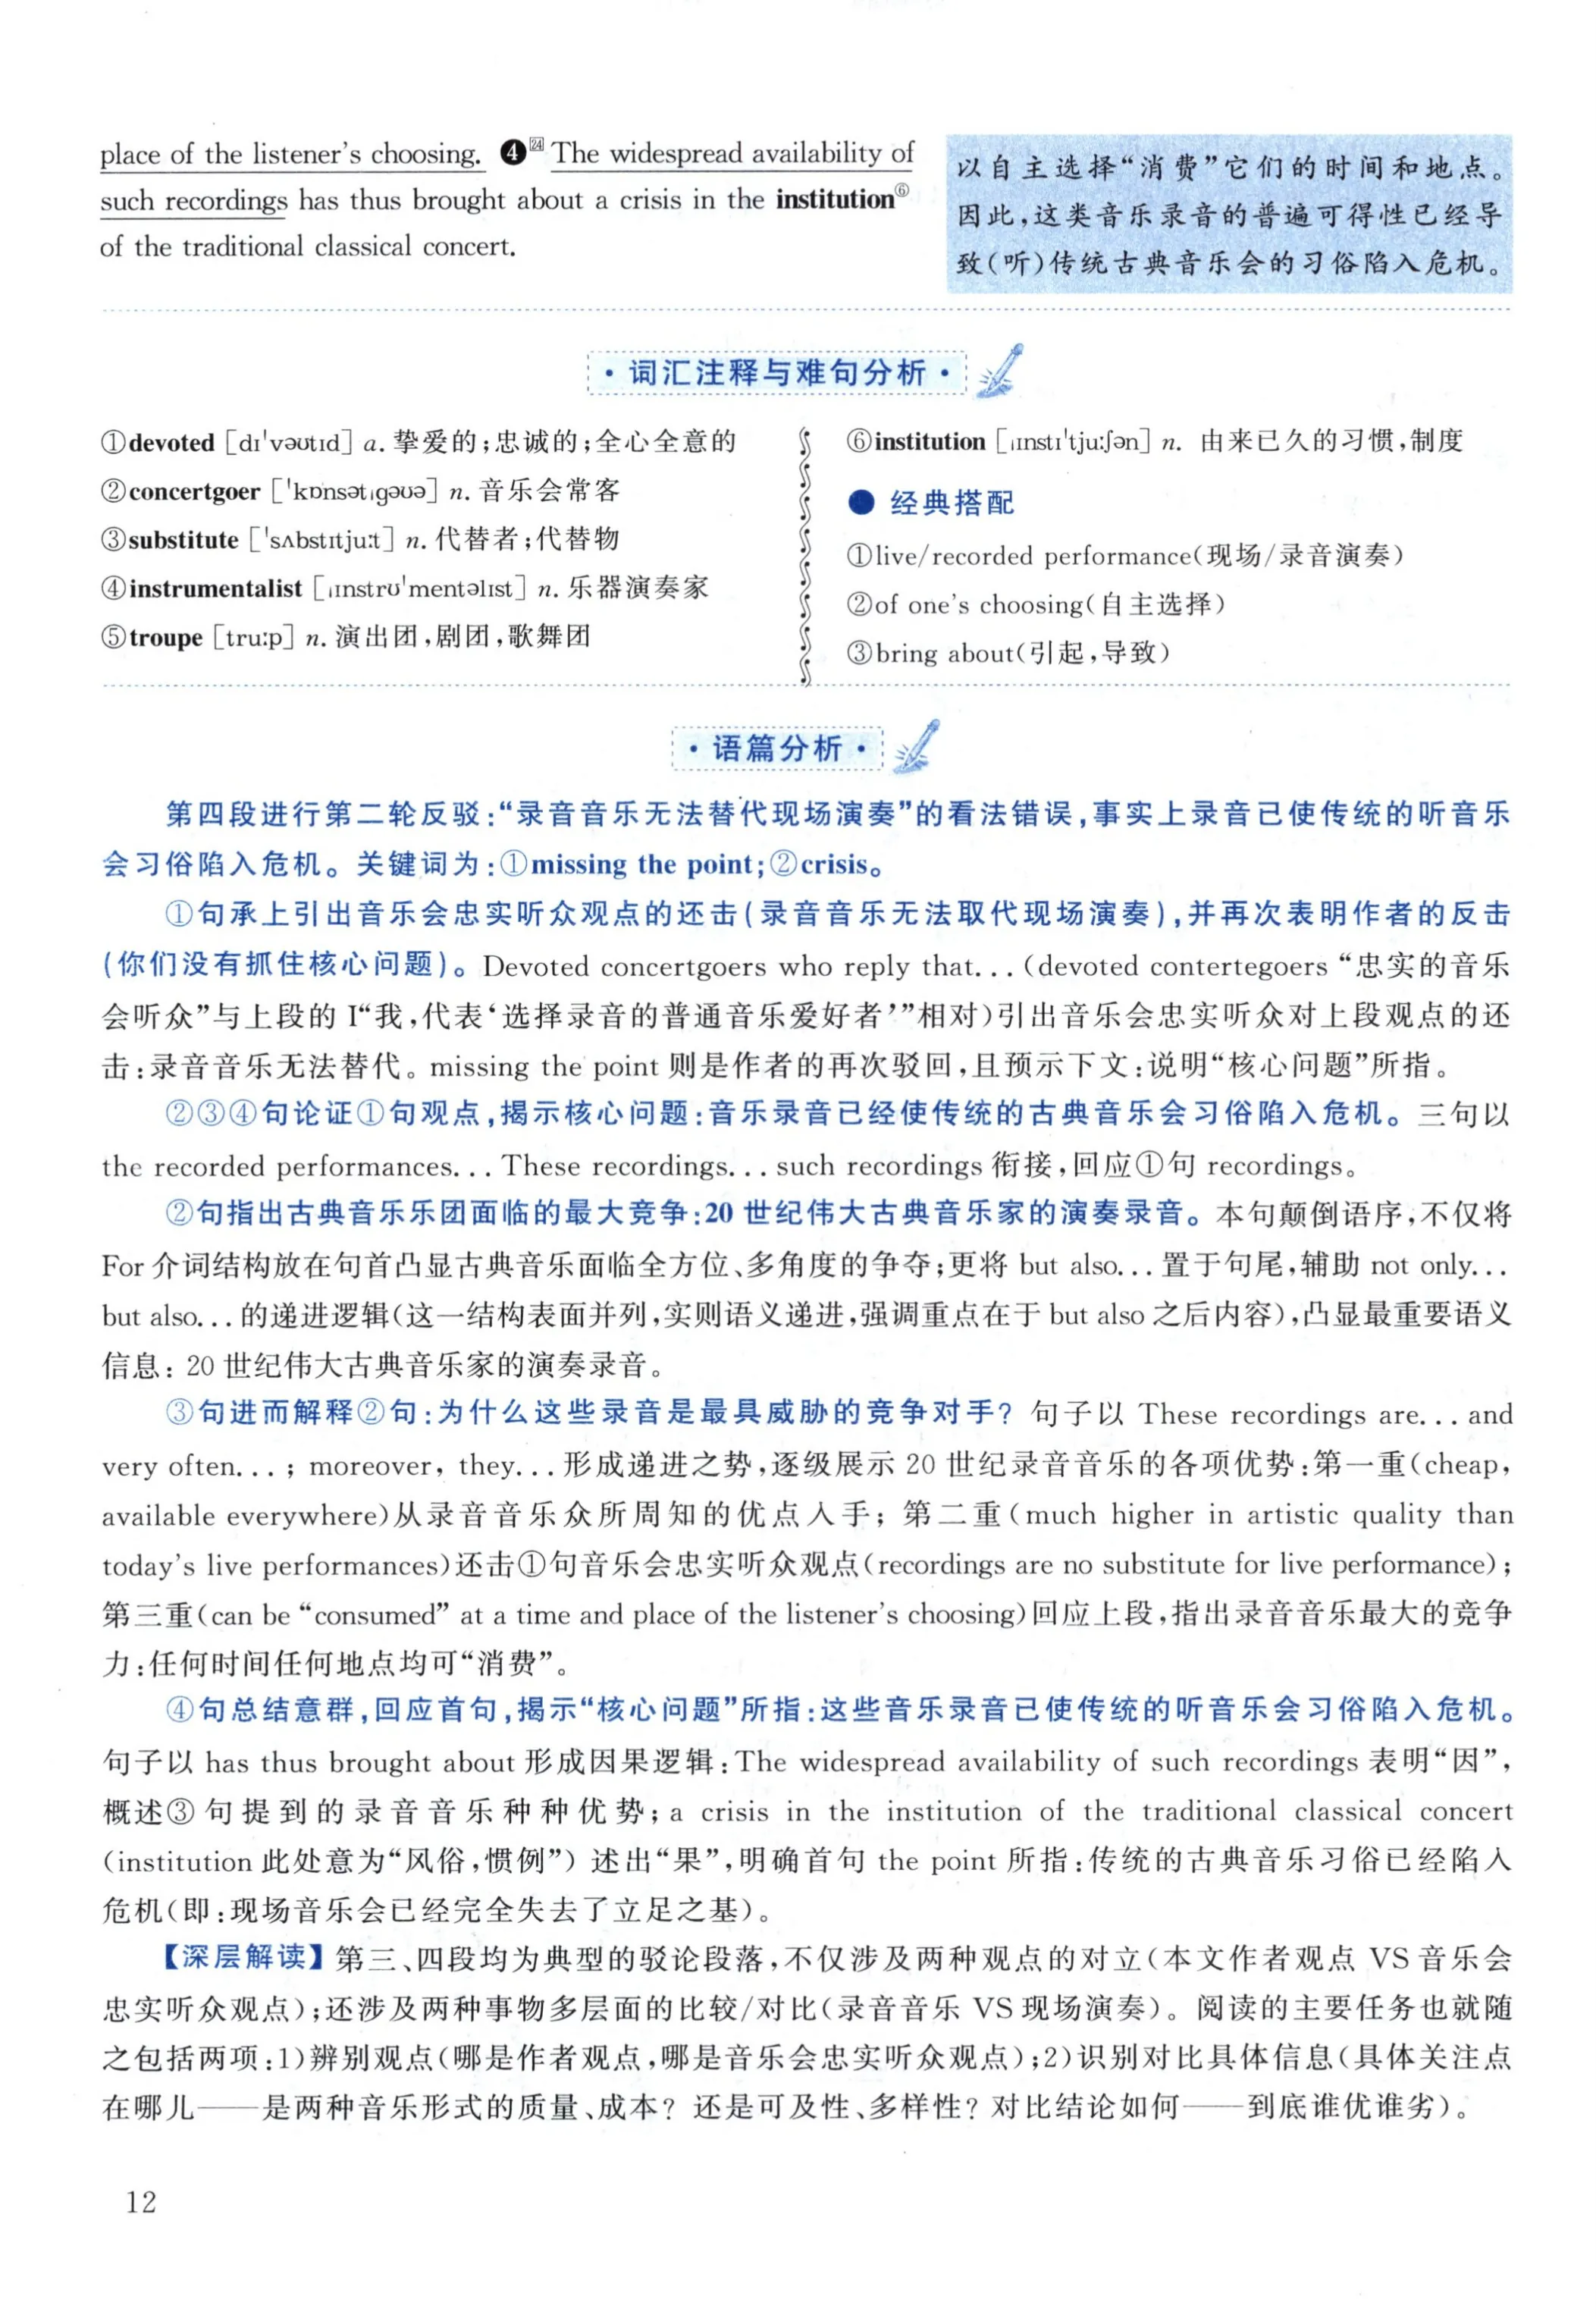 place of the listener's choosing. ❹㉔ The widespread availability of
such recordings has thus brought about a crisis in the institution⑥
of the traditional classical concert.
以自主选择“消费”它们的时间和地点。
因此,这类音乐录音的普遍可得性已经导
致(听)传统古典音乐会的习俗陷入危机。
·词汇注释与难句分析·
①devoted [dɪˈvəʊtɪd] a. 挚爱的;忠诚的;全心全意的
②concertgoer [ˈkɒnsətˌɡəʊə] n. 音乐会常客
③substitute [ˈsʌbstɪtjuːt] n. 代替者;代替物
④instrumentalist [ˌɪnstrʊˈmentəlɪst] n. 乐器演奏家
⑤troupe [truːp] n. 演出团,剧团,歌舞团
⑥institution [ˌɪnstɪˈtjuːʃən] n. 由来已久的习惯,制度
● 经典搭配
①live/recorded performance(现场/录音演奏)
②of one's choosing(自主选择)
③bring about(引起,导致)
·语篇分析·
第四段进行第二轮反驳:“录音音乐无法替代现场演奏”的看法错误,事实上录音已使传统的听音乐
会习俗陷入危机。关键词为:①missing the point;②crisis。
①句承上引出音乐会忠实听众观点的还击(录音音乐无法取代现场演奏),并再次表明作者的反击
(你们没有抓住核心问题)。Devoted concertgoers who reply that...(devoted contertegoers “忠实的音乐
会听众”与上段的 I“我,代表‘选择录音的普通音乐爱好者’”相对)引出音乐会忠实听众对上段观点的还
击:录音音乐无法替代。missing the point 则是作者的再次驳回,且预示下文:说明“核心问题”所指。
②③④句论证①句观点,揭示核心问题:音乐录音已经使传统的古典音乐会习俗陷入危机。三句以
the recorded performances... These recordings... such recordings 衔接,回应①句 recordings。
②句指出古典音乐乐团面临的最大竞争:20 世纪伟大古典音乐家的演奏录音。本句颠倒语序,不仅将
For 介词结构放在句首凸显古典音乐面临全方位、多角度的争夺;更将 but also...置于句尾,辅助 not only...
but also...的递进逻辑(这一结构表面并列,实则语义递进,强调重点在于 but also 之后内容),凸显最重要语义
信息: 20 世纪伟大古典音乐家的演奏录音。
③句进而解释②句:为什么这些录音是最具威胁的竞争对手? 句子以 These recordings are... and
very often...; moreover, they...形成递进之势,逐级展示 20 世纪录音音乐的各项优势:第一重(cheap,
available everywhere)从录音音乐众所周知的优点入手; 第二重(much higher in artistic quality than
today's live performances)还击①句音乐会忠实听众观点(recordings are no substitute for live performance);
第三重(can be “consumed” at a time and place of the listener's choosing)回应上段,指出录音音乐最大的竞争
力:任何时间任何地点均可“消费”。
④句总结意群,回应首句,揭示“核心问题”所指:这些音乐录音已使传统的听音乐会习俗陷入危机。
句子以 has thus brought about 形成因果逻辑:The widespread availability of such recordings 表明“因”,
概述③句提到的录音音乐种种优势;a crisis in the institution of the traditional classical concert
(institution 此处意为“风俗,惯例”) 述出“果”,明确首句 the point 所指:传统的古典音乐习俗已经陷入
危机(即:现场音乐会已经完全失去了立足之基)。
【深层解读】第三、四段均为典型的驳论段落,不仅涉及两种观点的对立(本文作者观点 VS 音乐会
忠实听众观点);还涉及两种事物多层面的比较/对比(录音音乐 VS 现场演奏)。阅读的主要任务也就随
之包括两项:1)辨别观点(哪是作者观点,哪是音乐会忠实听众观点);2)识别对比具体信息(具体关注点
在哪儿——是两种音乐形式的质量、成本? 还是可及性、多样性? 对比结论如何——到底谁优谁劣)。
12